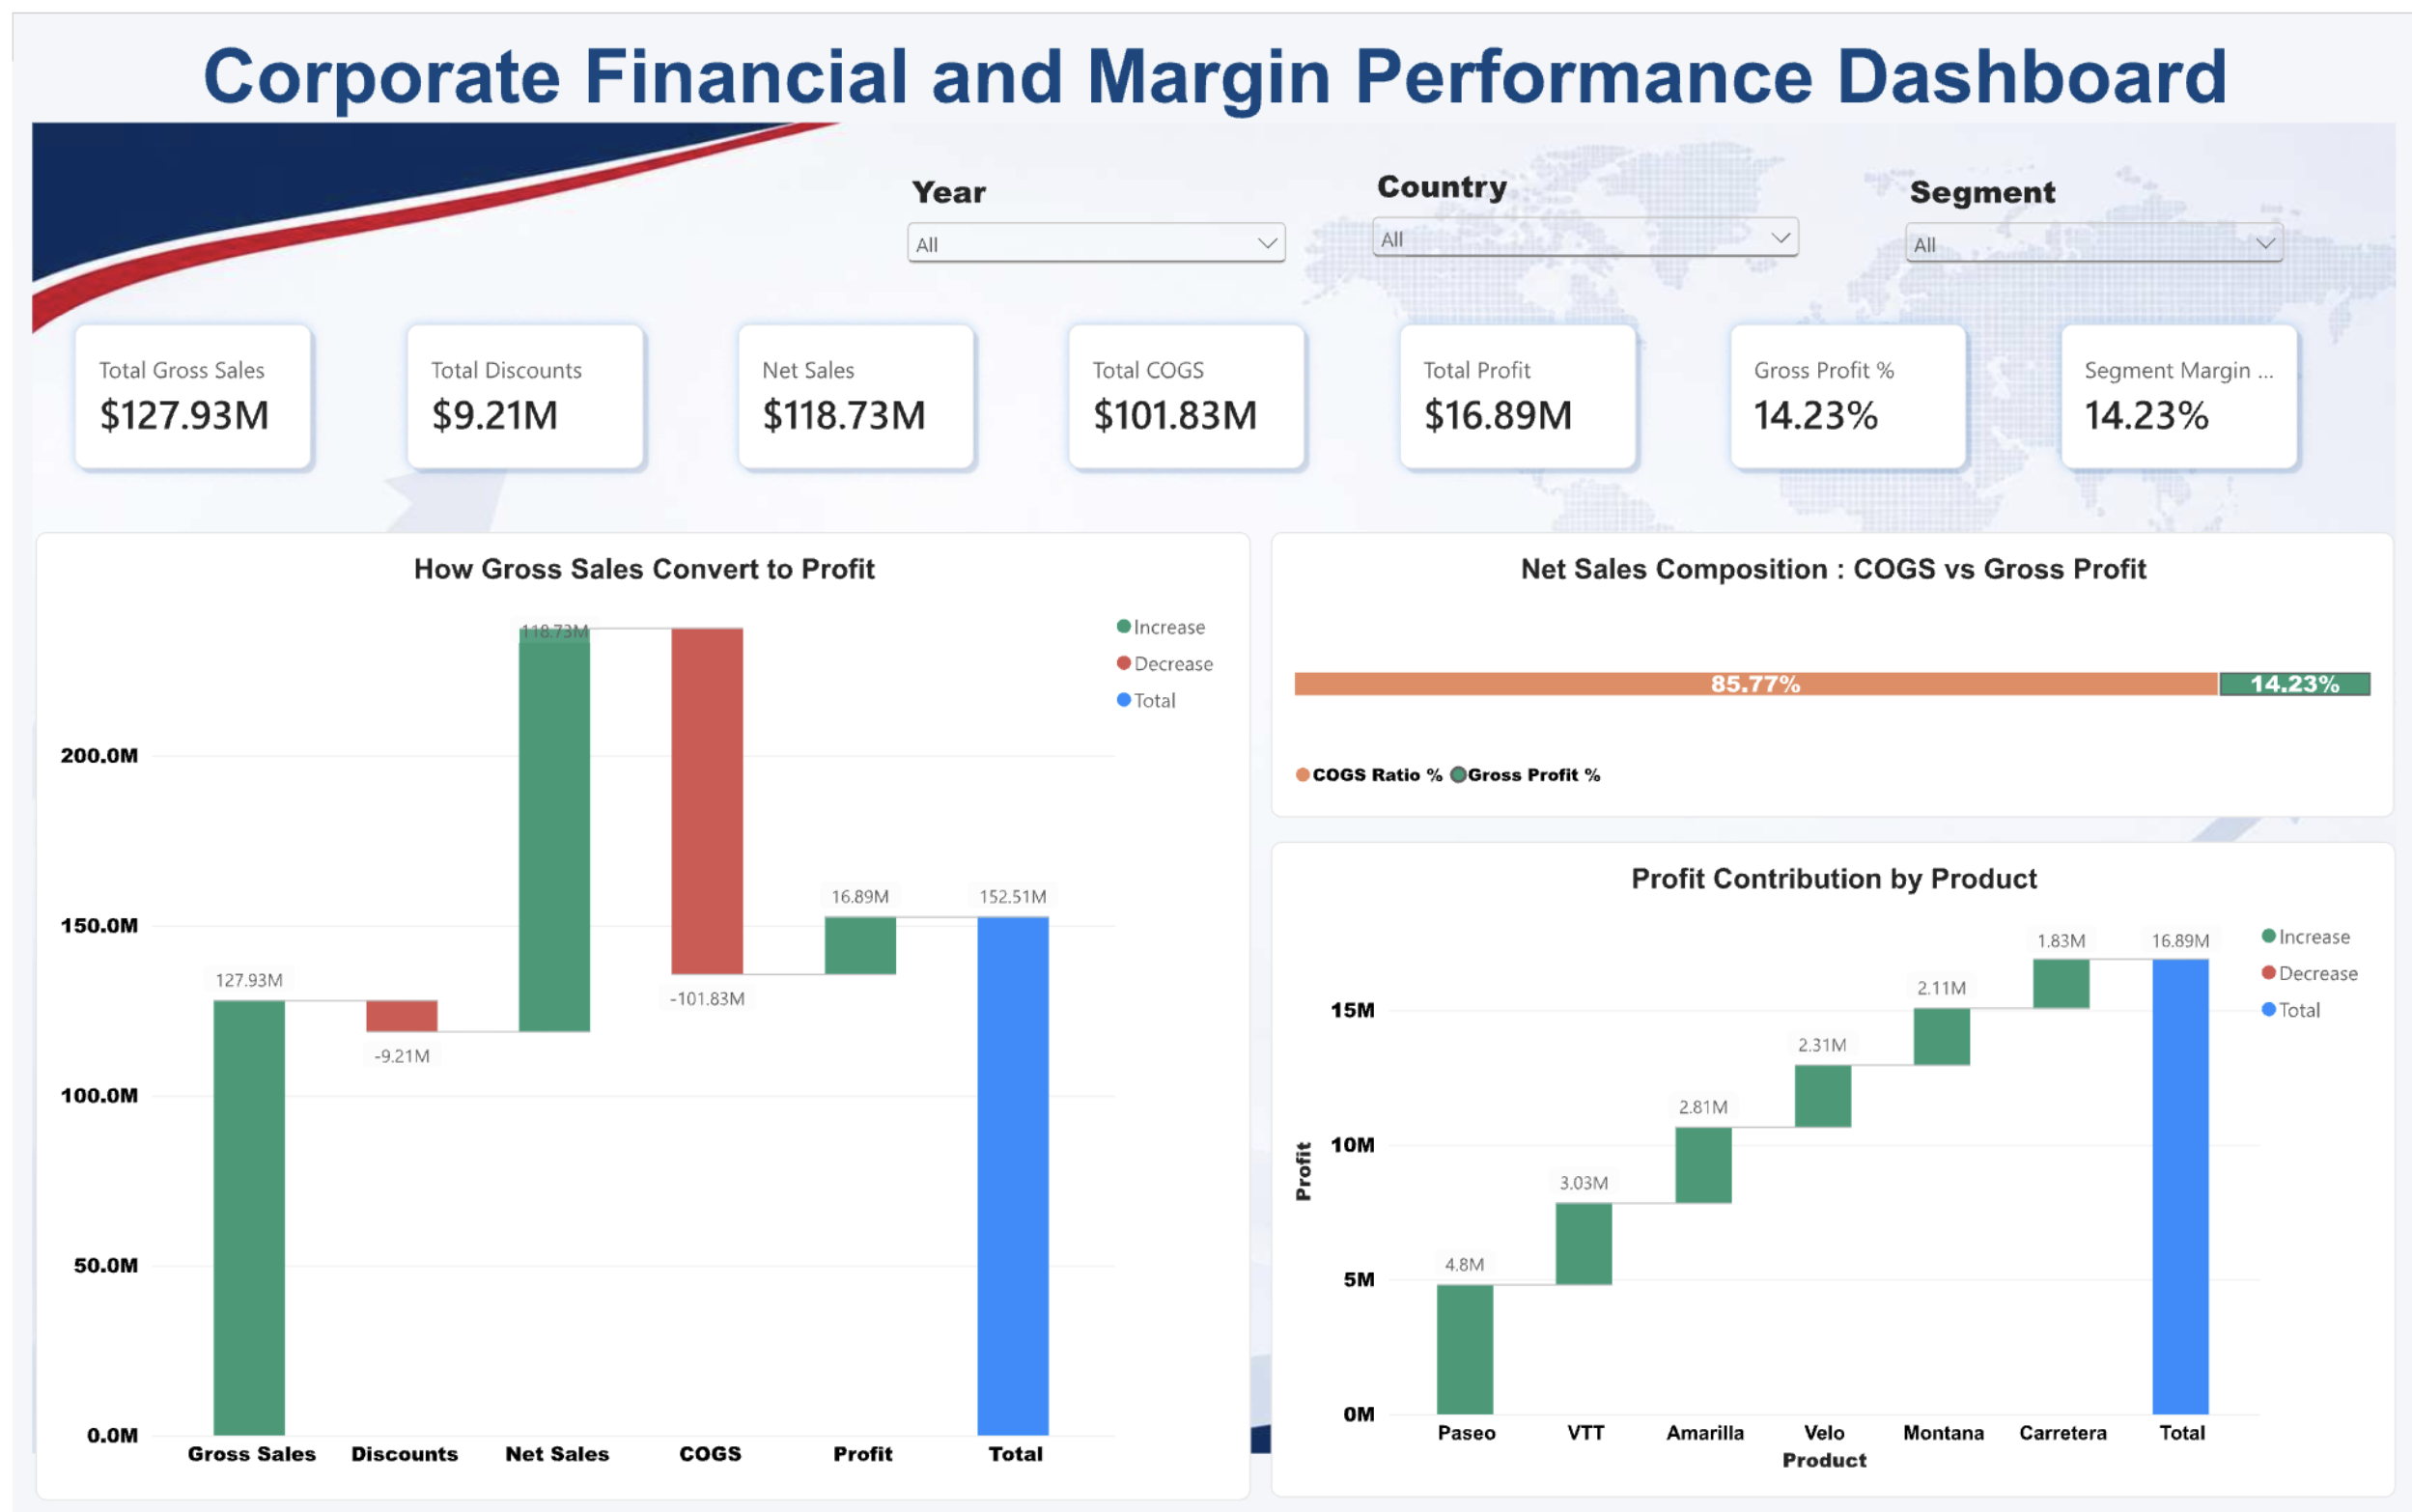 Corporate Financial and Margin Performance Dashboard
Year
Country
Segment
All
All
All
Total Gross Sales
$127.93M
Total Discounts
$9.21M
Net Sales
$118.73M
Total COGS
$101.83M
Total Profit
$16.89M
Gross Profit %
14.23%
Segment Margin ...
14.23%
How Gross Sales Convert to Profit
118.73M
Increase
Decrease
Total
200.0M
150.0M
100.0M
50.0M
0.0M
127.93M
-9.21M
-101.83M
16.89M
152.51M
Gross Sales
Discounts
Net Sales
COGS
Profit
Total
Net Sales Composition : COGS vs Gross Profit
85.77%
14.23%
COGS Ratio %
Gross Profit %
Profit Contribution by Product
Increase
Decrease
Total
Profit
15M
10M
5M
0M
4.8M
3.03M
2.81M
2.31M
2.11M
1.83M
16.89M
Paseo
VTT
Amarilla
Velo
Montana
Carretera
Total
Product